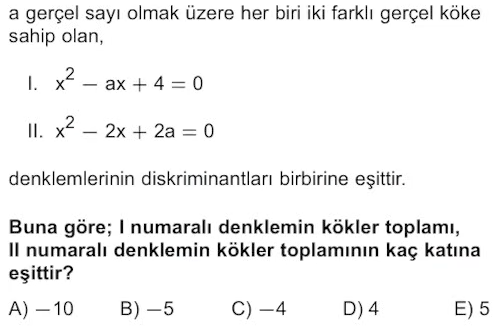 a gerçel sayı olmak üzere her biri iki farklı gerçel köke
sahip olan,
I. x² – ax + 4 = 0
II. x² – 2x + 2a = 0
denklemlerinin diskriminantları birbirine eşittir.
Buna göre; I numaralı denklemin kökler toplamı,
II numaralı denklemin kökler toplamının kaç katına
eşittir?
A) –10 B) –5 C) –4 D) 4 E) 5